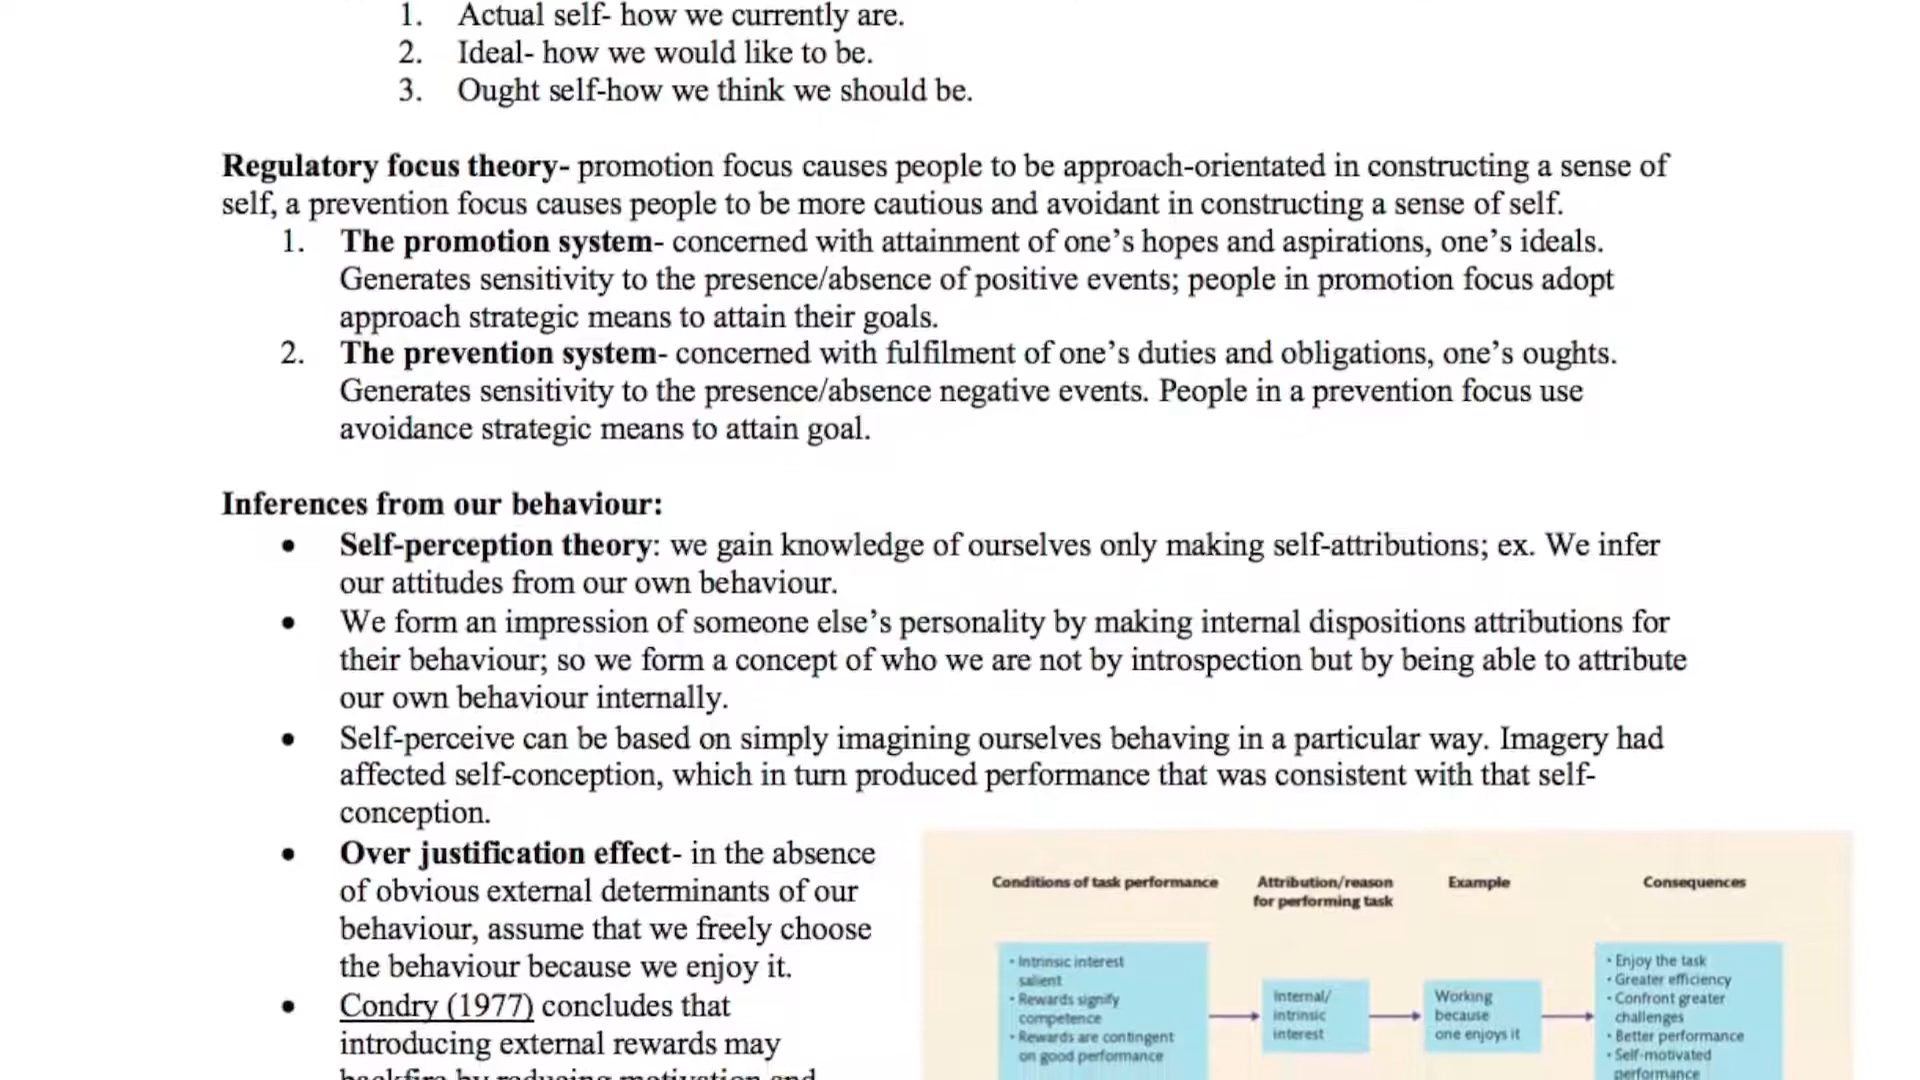 1. Actual self- how we currently are.
2. Ideal- how we would like to be.
3. Ought self-how we think we should be.
Regulatory focus theory- promotion focus causes people to be approach-orientated in constructing a sense of
self, a prevention focus causes people to be more cautious and avoidant in constructing a sense of self.
1. The promotion system- concerned with attainment of one’s hopes and aspirations, one’s ideals.
Generates sensitivity to the presence/absence of positive events; people in promotion focus adopt
approach strategic means to attain their goals.
2. The prevention system- concerned with fulfilment of one’s duties and obligations, one’s oughts.
Generates sensitivity to the presence/absence negative events. People in a prevention focus use
avoidance strategic means to attain goal.
Inferences from our behaviour:
• Self-perception theory: we gain knowledge of ourselves only making self-attributions; ex. We infer
our attitudes from our own behaviour.
• We form an impression of someone else’s personality by making internal dispositions attributions for
their behaviour; so we form a concept of who we are not by introspection but by being able to attribute
our own behaviour internally.
• Self-perceive can be based on simply imagining ourselves behaving in a particular way. Imagery had
affected self-conception, which in turn produced performance that was consistent with that self-
conception.
• Over justification effect- in the absence
of obvious external determinants of our
behaviour, assume that we freely choose
the behaviour because we enjoy it.
• Condry (1977) concludes that
introducing external rewards may
backfire by reducing motivation and
Conditions of task performance
Attribution/reason
for performing task
Example
Consequences
• Intrinsic interest
salient
• Rewards signify
competence
• Rewards are contingent
on good performance
Internal/
intrinsic
interest
Working
because
one enjoys it
• Enjoy the task
• Greater efficiency
• Confront greater
challenges
• Better performance
• Self-motivated
performance